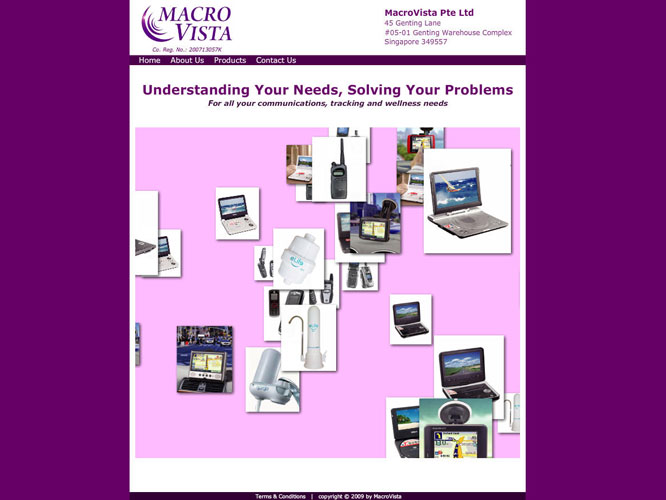 MACRO
VISTA
Co. Reg. No.: 200713057K
MacroVista Pte Ltd
45 Genting Lane
#05-01 Genting Warehouse Complex
Singapore 349557
Home About Us Products Contact Us
Understanding Your Needs, Solving Your Problems
For all your communications, tracking and wellness needs
eLife
Terms & Conditions | copyright © 2009 by MacroVista